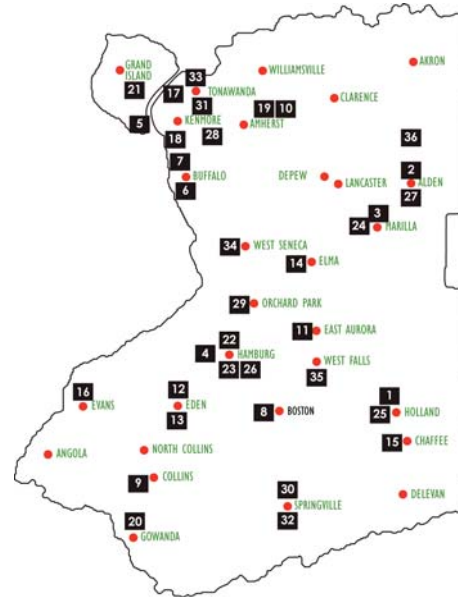 AKRON
GRAND
ISLAND
21
33
17
TONAWANDA
31
WILLIAMSVILLE
19 10
CLARENCE
5
KENMORE
18
28
AMHERST
36
7
BUFFALO
6
DEPEW
LANCASTER
2
ALDEN
27
3
24
MARILLA
34 WEST SENECA
14 ELMA
29 ORCHARD PARK
11 EAST AURORA
22
4
HAMBURG
23 26
WEST FALLS
35
16
EVANS
12
EDEN
13
8 BOSTON
1
25 HOLLAND
15 CHAFFEE
ANGOLA
NORTH COLLINS
9 COLLINS
30
SPRINGVILLE
32
DELEVAN
20
GOWANDA